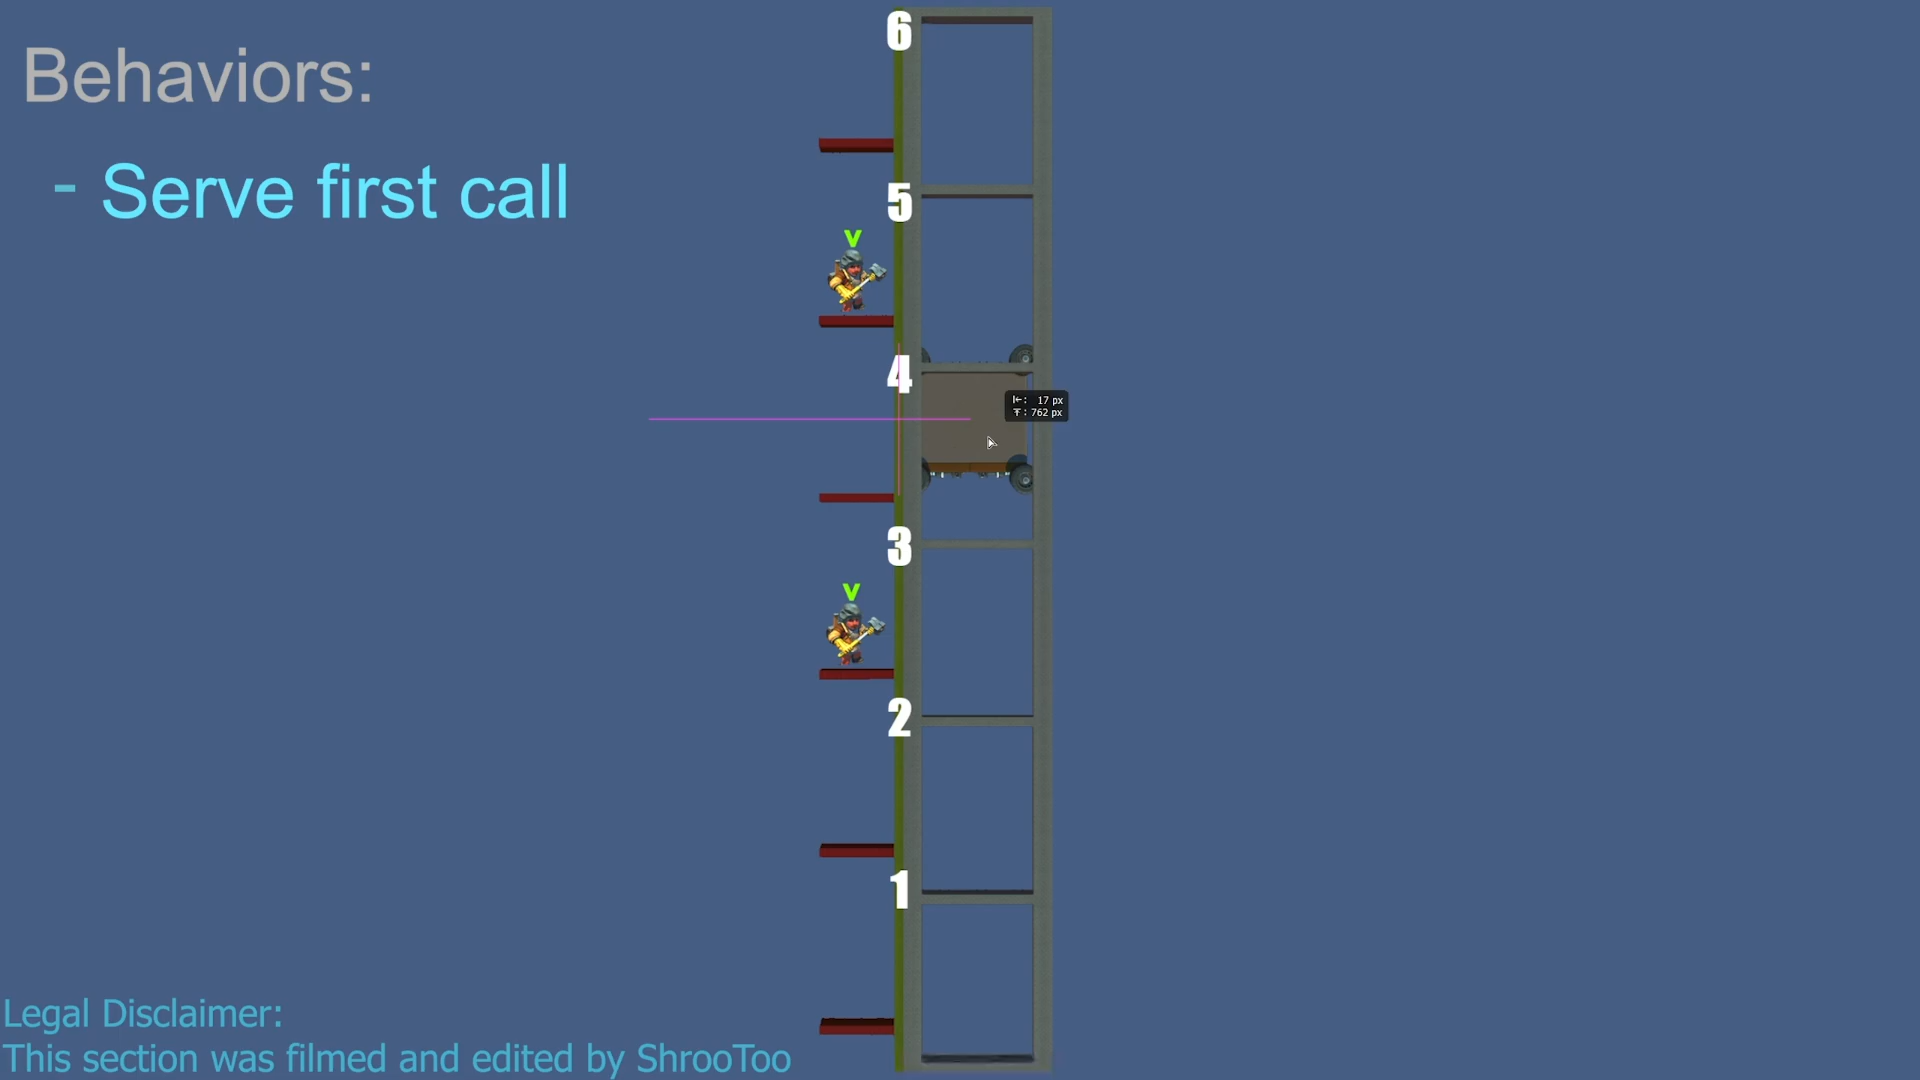 Behaviors:
- Serve first call
6
5
v
4
17 px
762 px
3
v
2
1
Legal Disclaimer:
This section was filmed and edited by ShrooToo